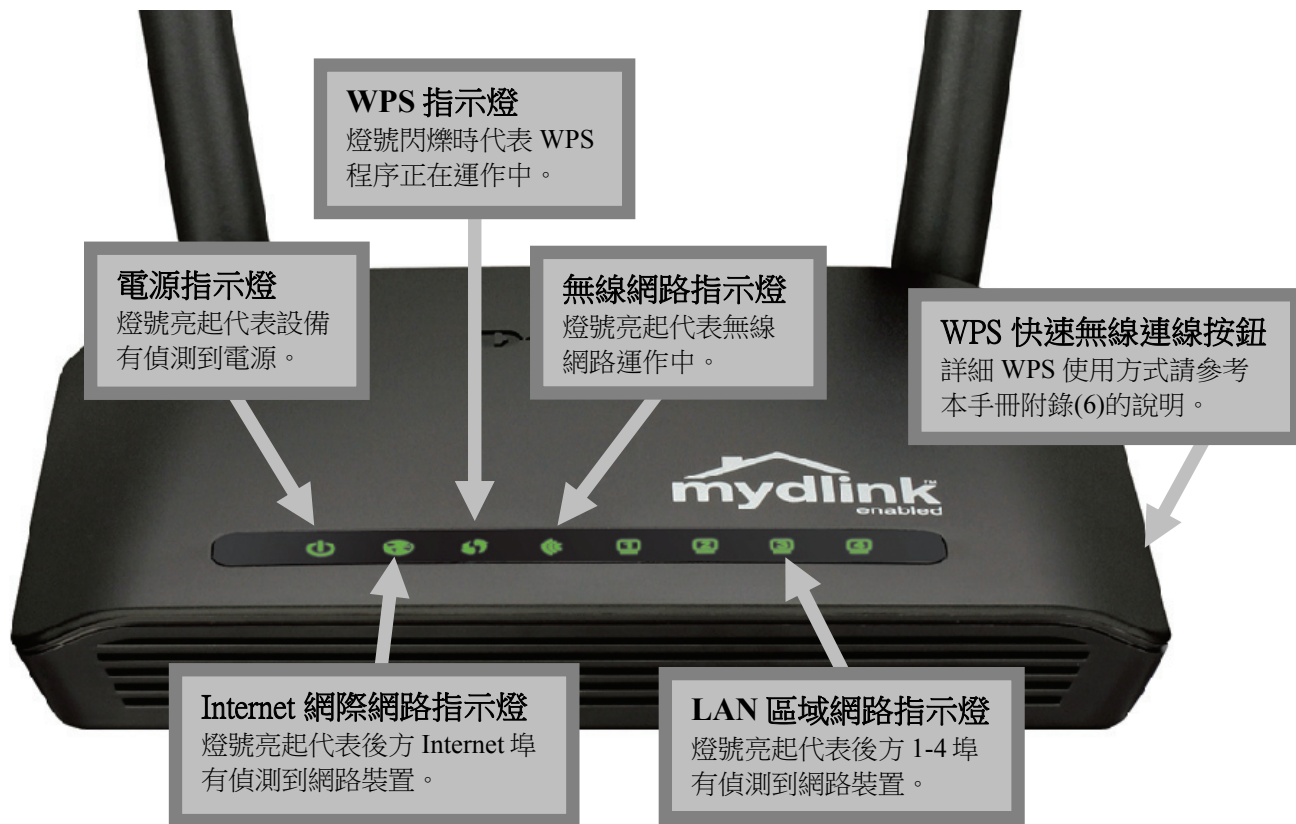 WPS 指示燈
燈號閃爍時代表 WPS
程序正在運作中。
電源指示燈
燈號亮起代表設備
有偵測到電源。
無線網路指示燈
燈號亮起代表無線
網路運作中。
WPS 快速無線連線按鈕
詳細 WPS 使用方式請參考
本手冊附錄(6)的說明。
mydlink™
enabled
1 2 3 4
Internet 網際網路指示燈
燈號亮起代表後方 Internet 埠
有偵測到網路裝置。
LAN 區域網路指示燈
燈號亮起代表後方 1-4 埠
有偵測到網路裝置。